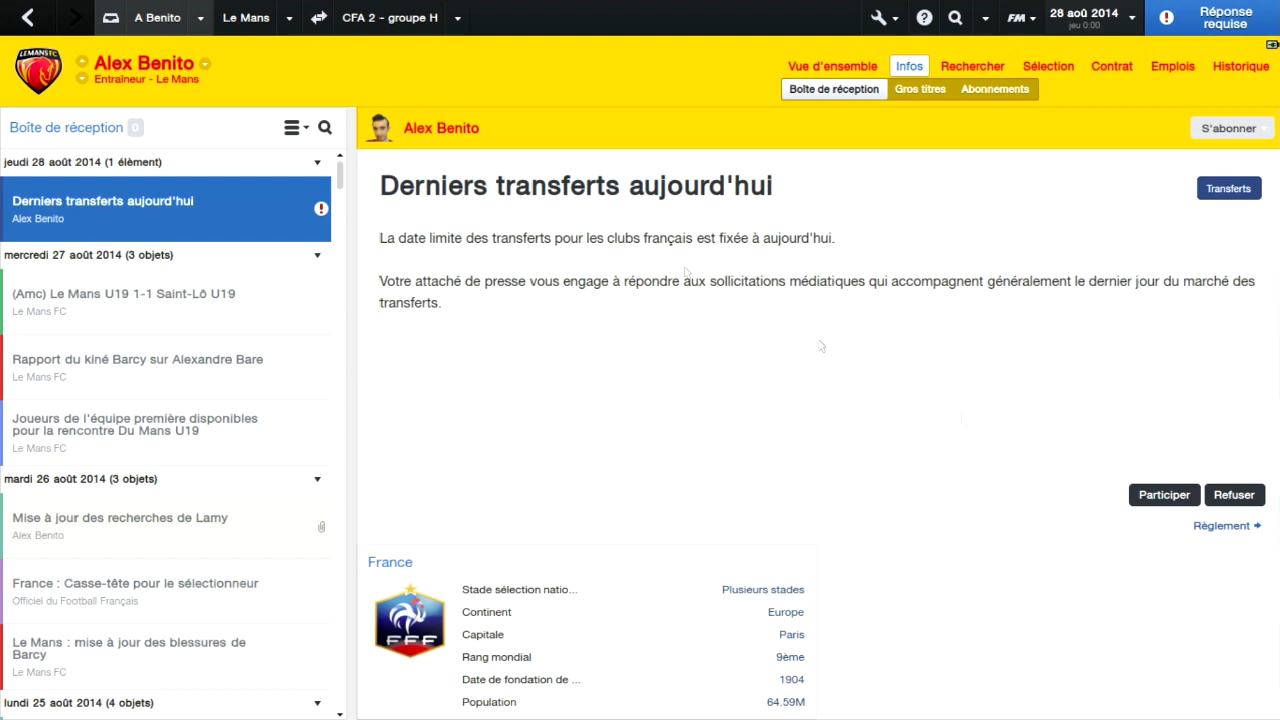 A Benito
Le Mans
CFA 2 - groupe H
FM
28 aoû 2014
jeu 0:00
Réponse requise
LEMANS FC
Alex Benito
Entraîneur - Le Mans
Vue d'ensemble
Infos
Rechercher
Sélection
Contrat
Emplois
Historique
Boîte de réception
Gros titres
Abonnements
Boîte de réception 0
Alex Benito
S'abonner
jeudi 28 août 2014 (1 élèment)
Derniers transferts aujourd'hui
Alex Benito
mercredi 27 août 2014 (3 objets)
(Amc) Le Mans U19 1-1 Saint-Lô U19
Le Mans FC
Rapport du kiné Barcy sur Alexandre Bare
Le Mans FC
Joueurs de l'équipe première disponibles
pour la rencontre Du Mans U19
Le Mans FC
mardi 26 août 2014 (3 objets)
Mise à jour des recherches de Lamy
Alex Benito
France : Casse-tête pour le sélectionneur
Officiel du Football Français
Le Mans : mise à jour des blessures de
Barcy
Le Mans FC
lundi 25 août 2014 (4 objets)
Derniers transferts aujourd'hui
Transferts
La date limite des transferts pour les clubs français est fixée à aujourd'hui.
Votre attaché de presse vous engage à répondre aux sollicitations médiatiques qui accompagnent généralement le dernier jour du marché des
transferts.
Participer
Refuser
Règlement
France
FFF
Stade sélection natio... Plusieurs stades
Continent Europe
Capitale Paris
Rang mondial 9ème
Date de fondation de ... 1904
Population 64.59M